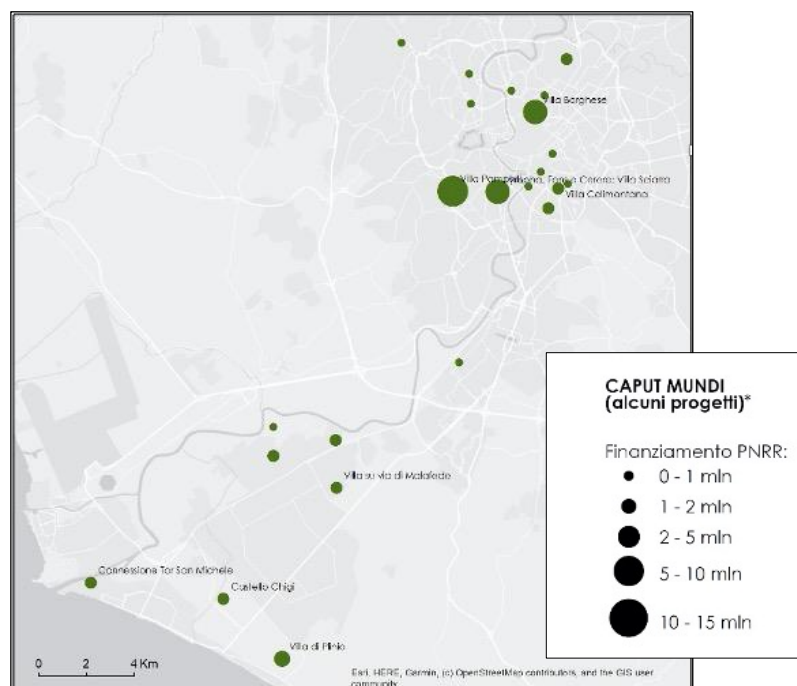 Villa Borghese
Villa Pamphili
Villa Sciarra
Villa Celimontana
Villa su via di Malafede
Connessione Tor San Michele
Castello Chigi
Villa di Plinio
0 2 4 Km
Esri, HERE, Garmin, (c) OpenStreetMap contributors, and the GIS user
community
CAPUT MUNDI
(alcuni progetti)*
Finanziamento PNRR:
0 - 1 mln
1 - 2 mln
2 - 5 mln
5 - 10 mln
10 - 15 mln